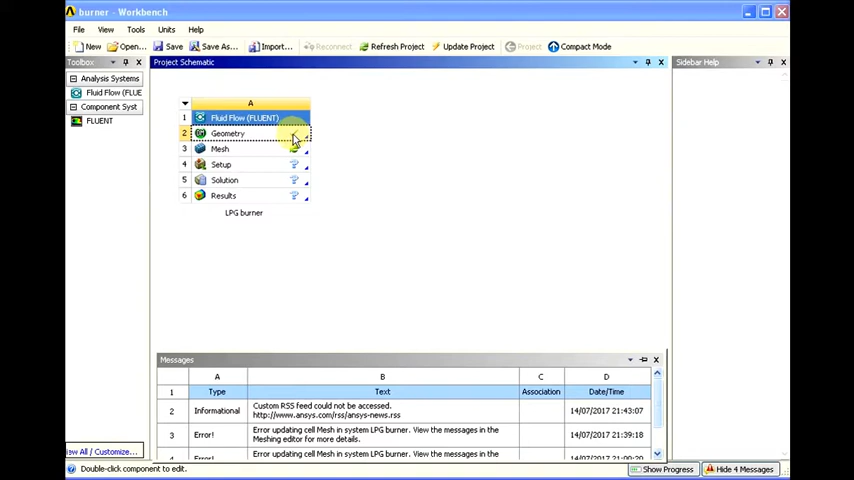 burner - Workbench
File View Tools Units Help
New Open... Save Save As... Import... Reconnect Refresh Project Update Project Project Compact Mode
Toolbox Project Schematic Sidebar Help
Analysis Systems
Fluid Flow (FLUE
Component Syst
FLUENT
A
1 Fluid Flow (FLUENT)
2 Geometry
3 Mesh
4 Setup
5 Solution
6 Results
LPG burner
Messages
A B C D
1 Type Text Association Date/Time
2 Informational Custom RSS feed could not be accessed. http://www.ansys.com/rss/ansys-news.rss 14/07/2017 21:43:07
3 Error! Error updating cell Mesh in system LPG burner. View the messages in the Meshing editor for more details. 14/07/2017 21:39:18
Error! Error updating cell Mesh in system LPG burner. View the messages in the
iew All / Customize...
Double-click component to edit. Show Progress Hide 4 Messages